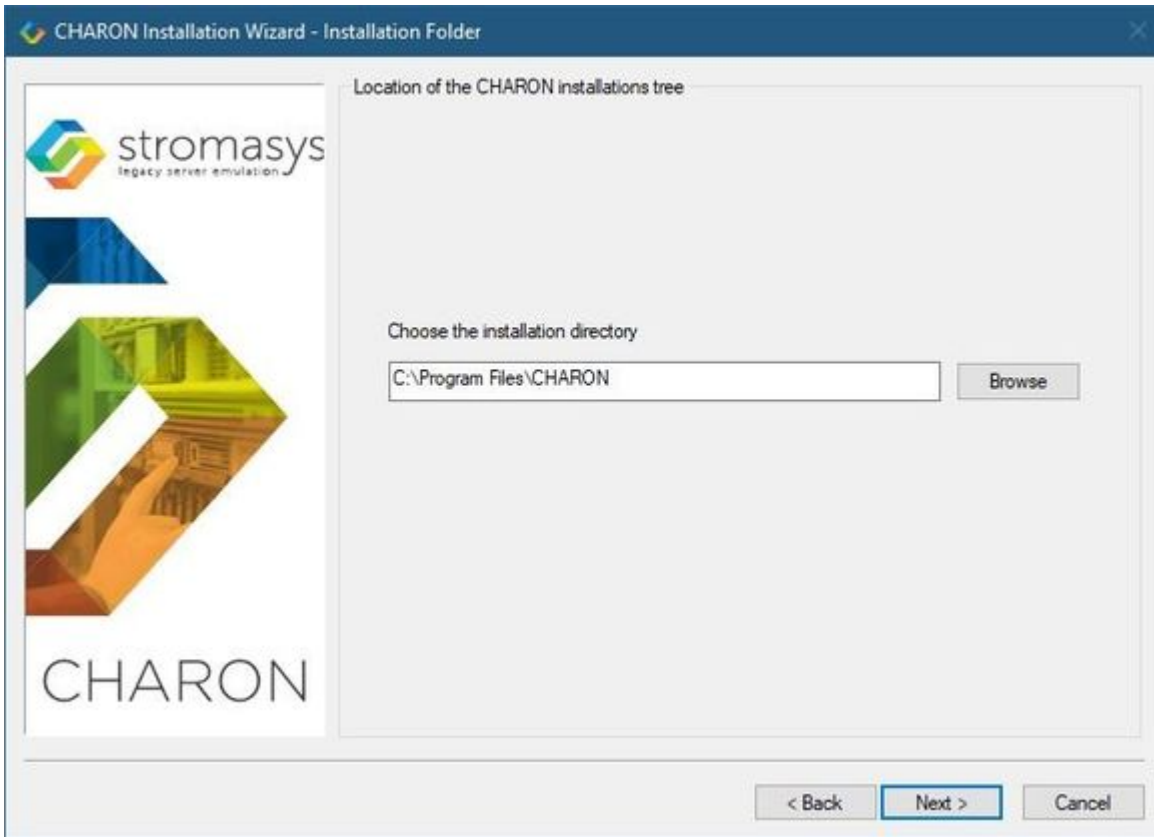 CHARON Installation Wizard - Installation Folder
Location of the CHARON installations tree
stromasys
legacy server emulation
Choose the installation directory
C:\Program Files\CHARON
Browse
CHARON
< Back
Next >
Cancel